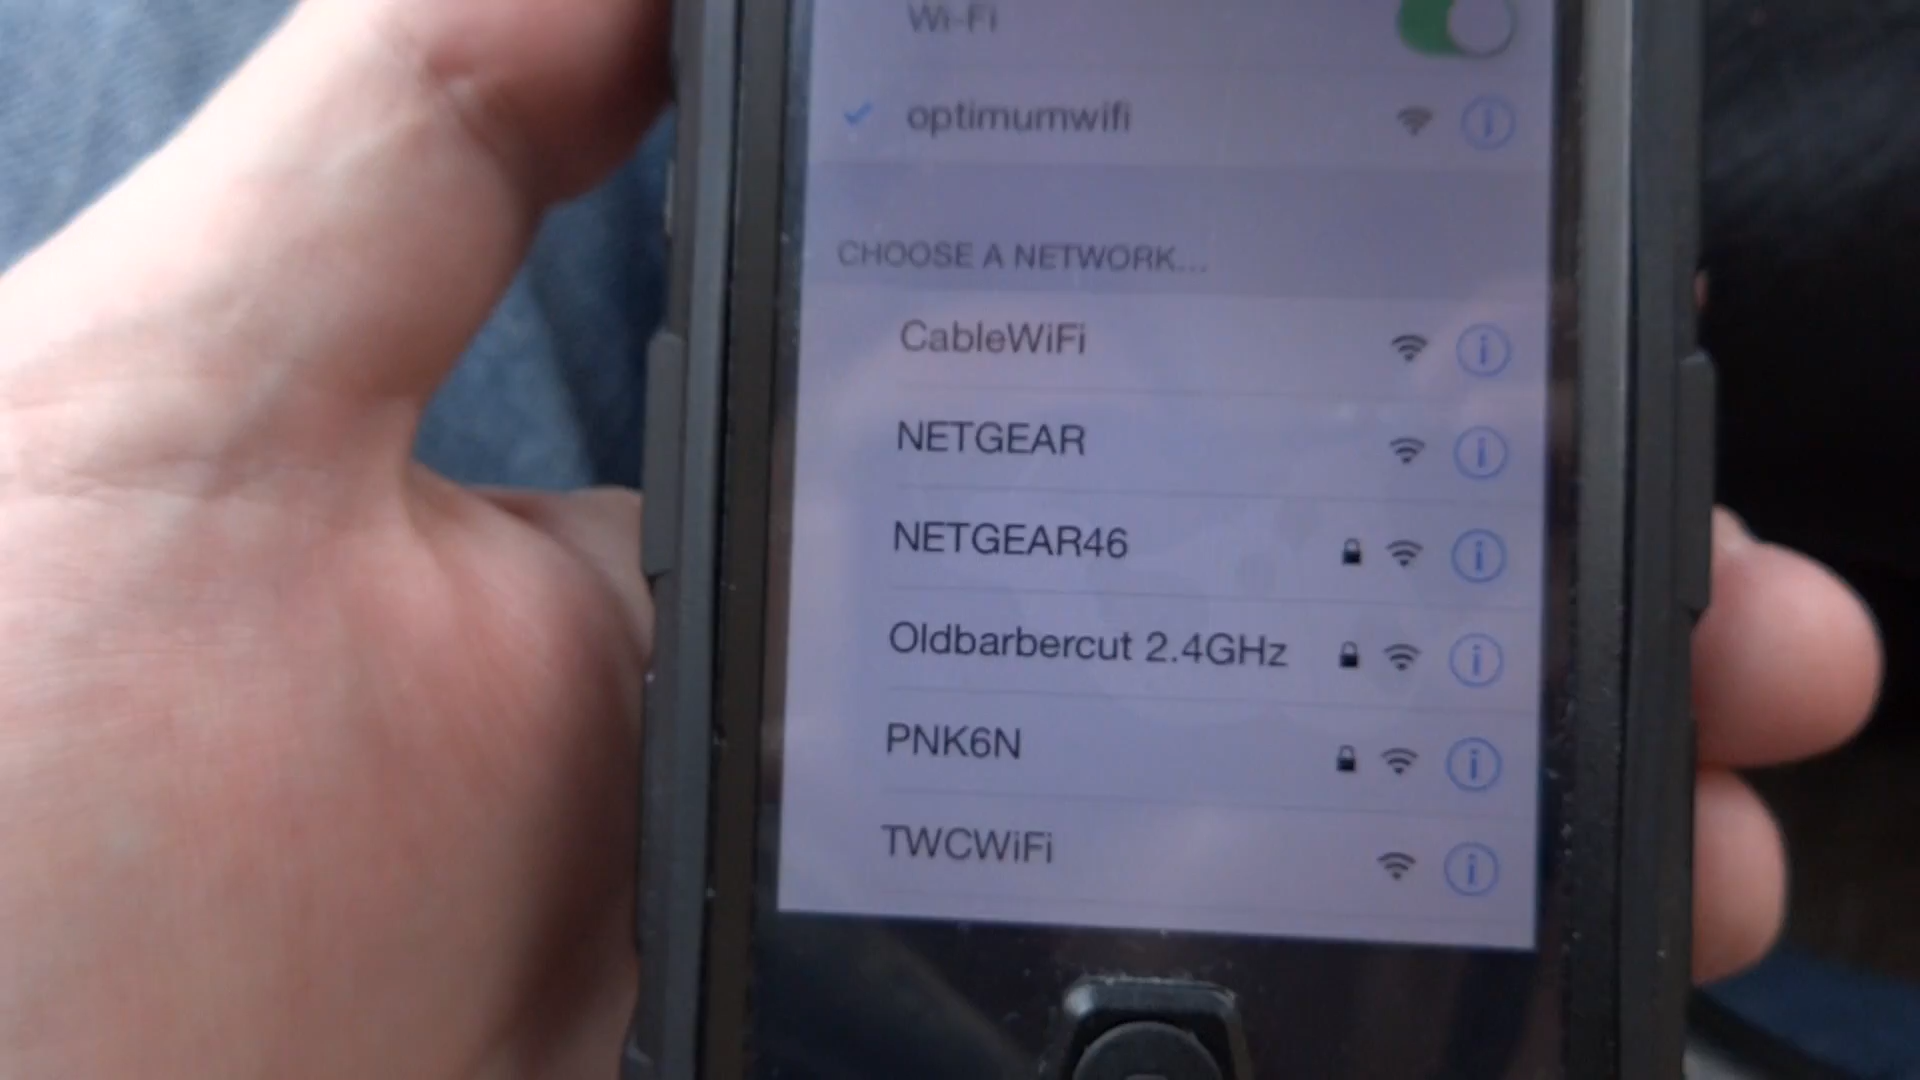 Wi-Fi
optimumwifi
CHOOSE A NETWORK...
CableWiFi
NETGEAR
NETGEAR46
Oldbarbercut 2.4GHz
PNK6N
TWCWiFi